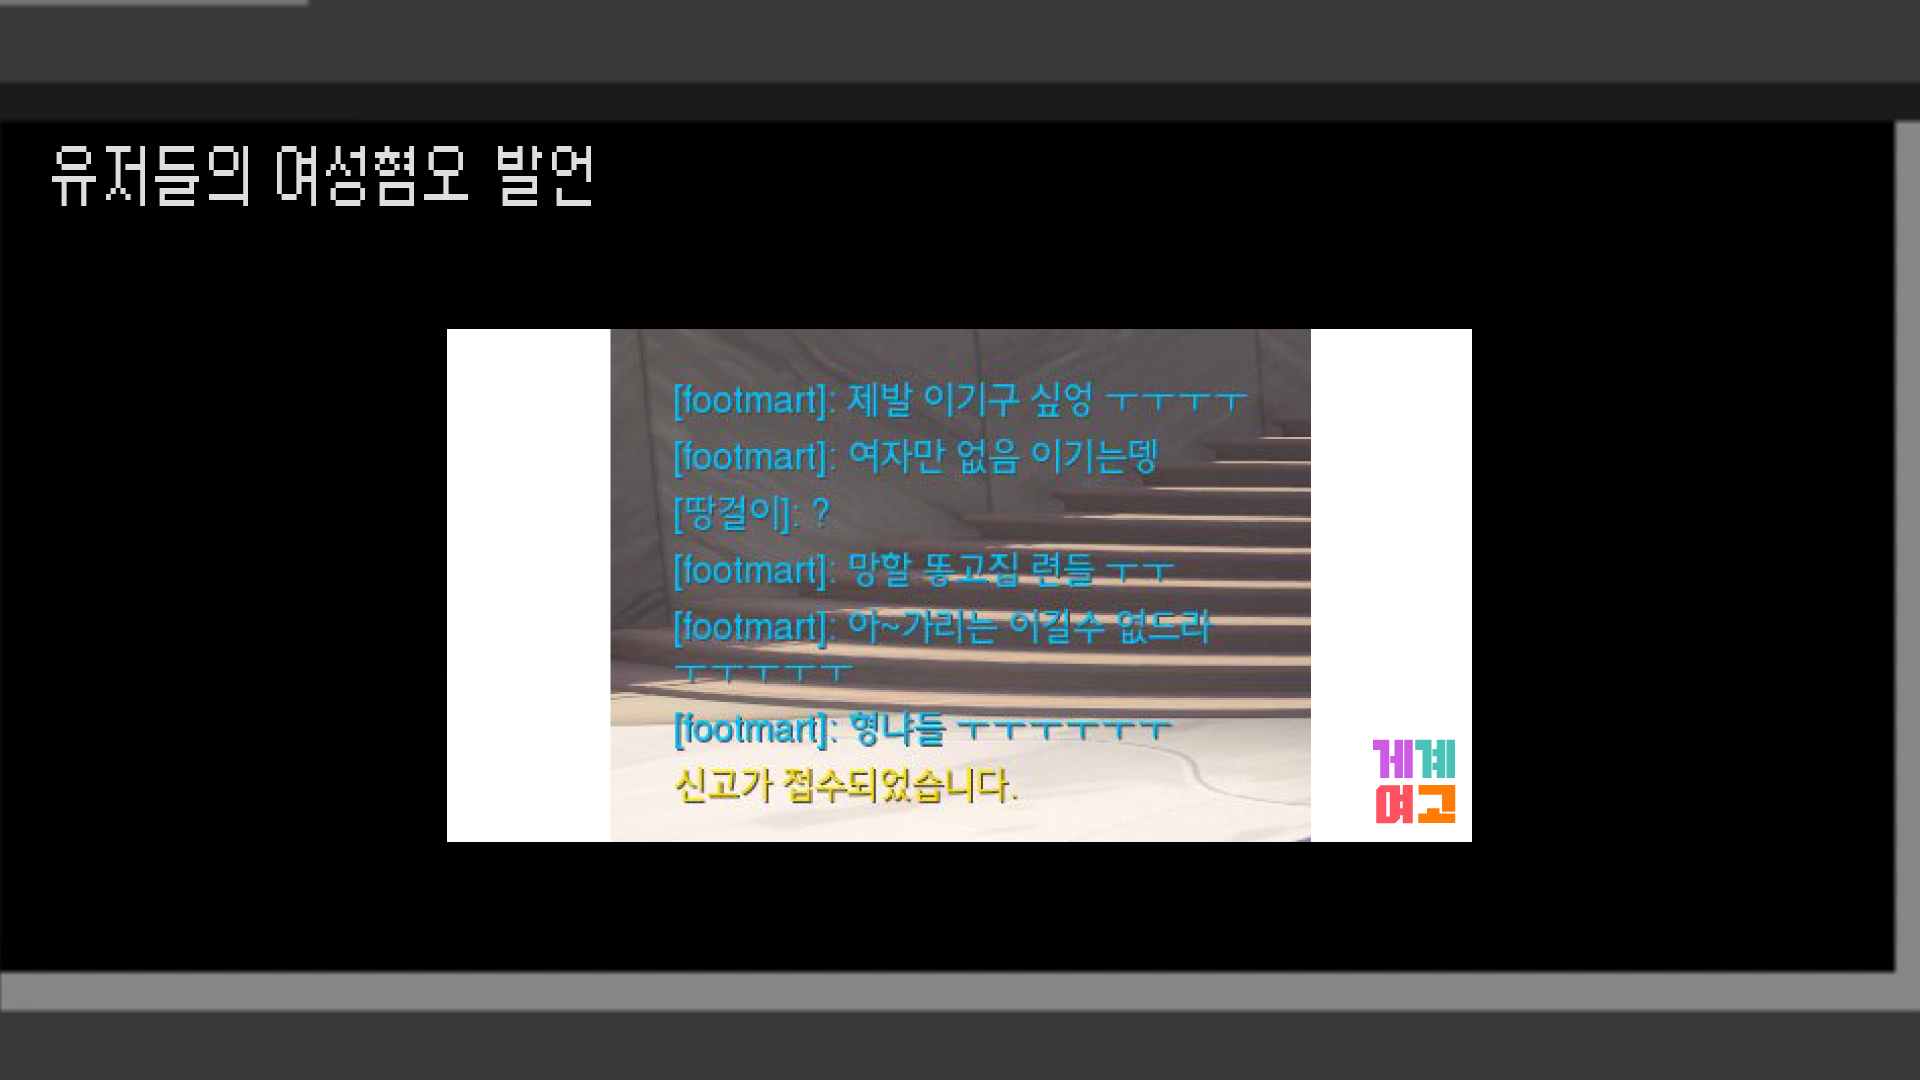 유저들의 여성혐오 발언
[footmart]: 제발 이기구 싶엉 ㅜㅜㅜㅜ
[footmart]: 여자만 없음 이기는뎅
[땅걸이]: ?
[footmart]: 망할 똥고집 련들 ㅜㅜ
[footmart]: 아~가리는 이길수 없드라
ㅜㅜㅜㅜㅜ
[footmart]: 형냐들 ㅜㅜㅜㅜㅜㅜ
신고가 접수되었습니다.
게계
여고